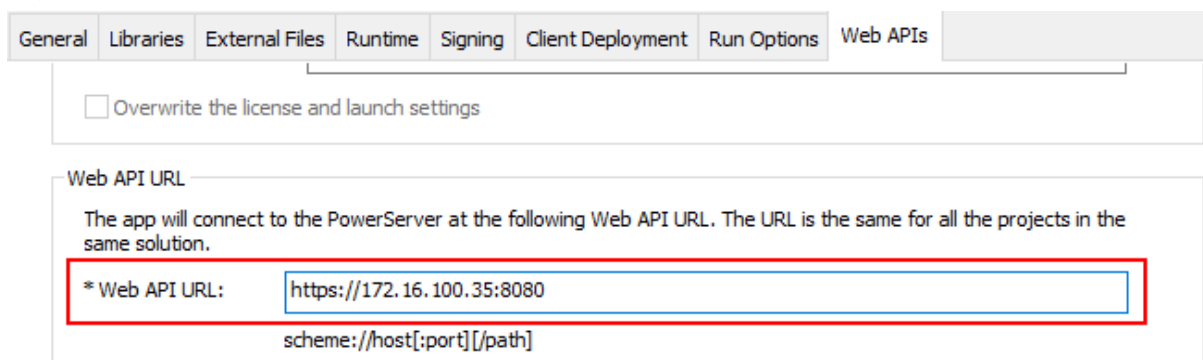 General Libraries External Files Runtime Signing Client Deployment Run Options Web APIs
Overwrite the license and launch settings
Web API URL
The app will connect to the PowerServer at the following Web API URL. The URL is the same for all the projects in the
same solution.
* Web API URL: https://172.16.100.35:8080
scheme://host[:port][/path]